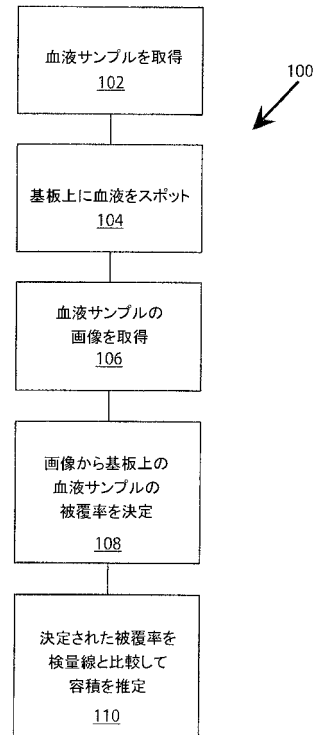 血液サンプルを取得
102
100
基板上に血液をスポット
104
血液サンプルの
画像を取得
106
画像から基板上の
血液サンプルの
被覆率を決定
108
決定された被覆率を
検量線と比較して
容積を推定
110